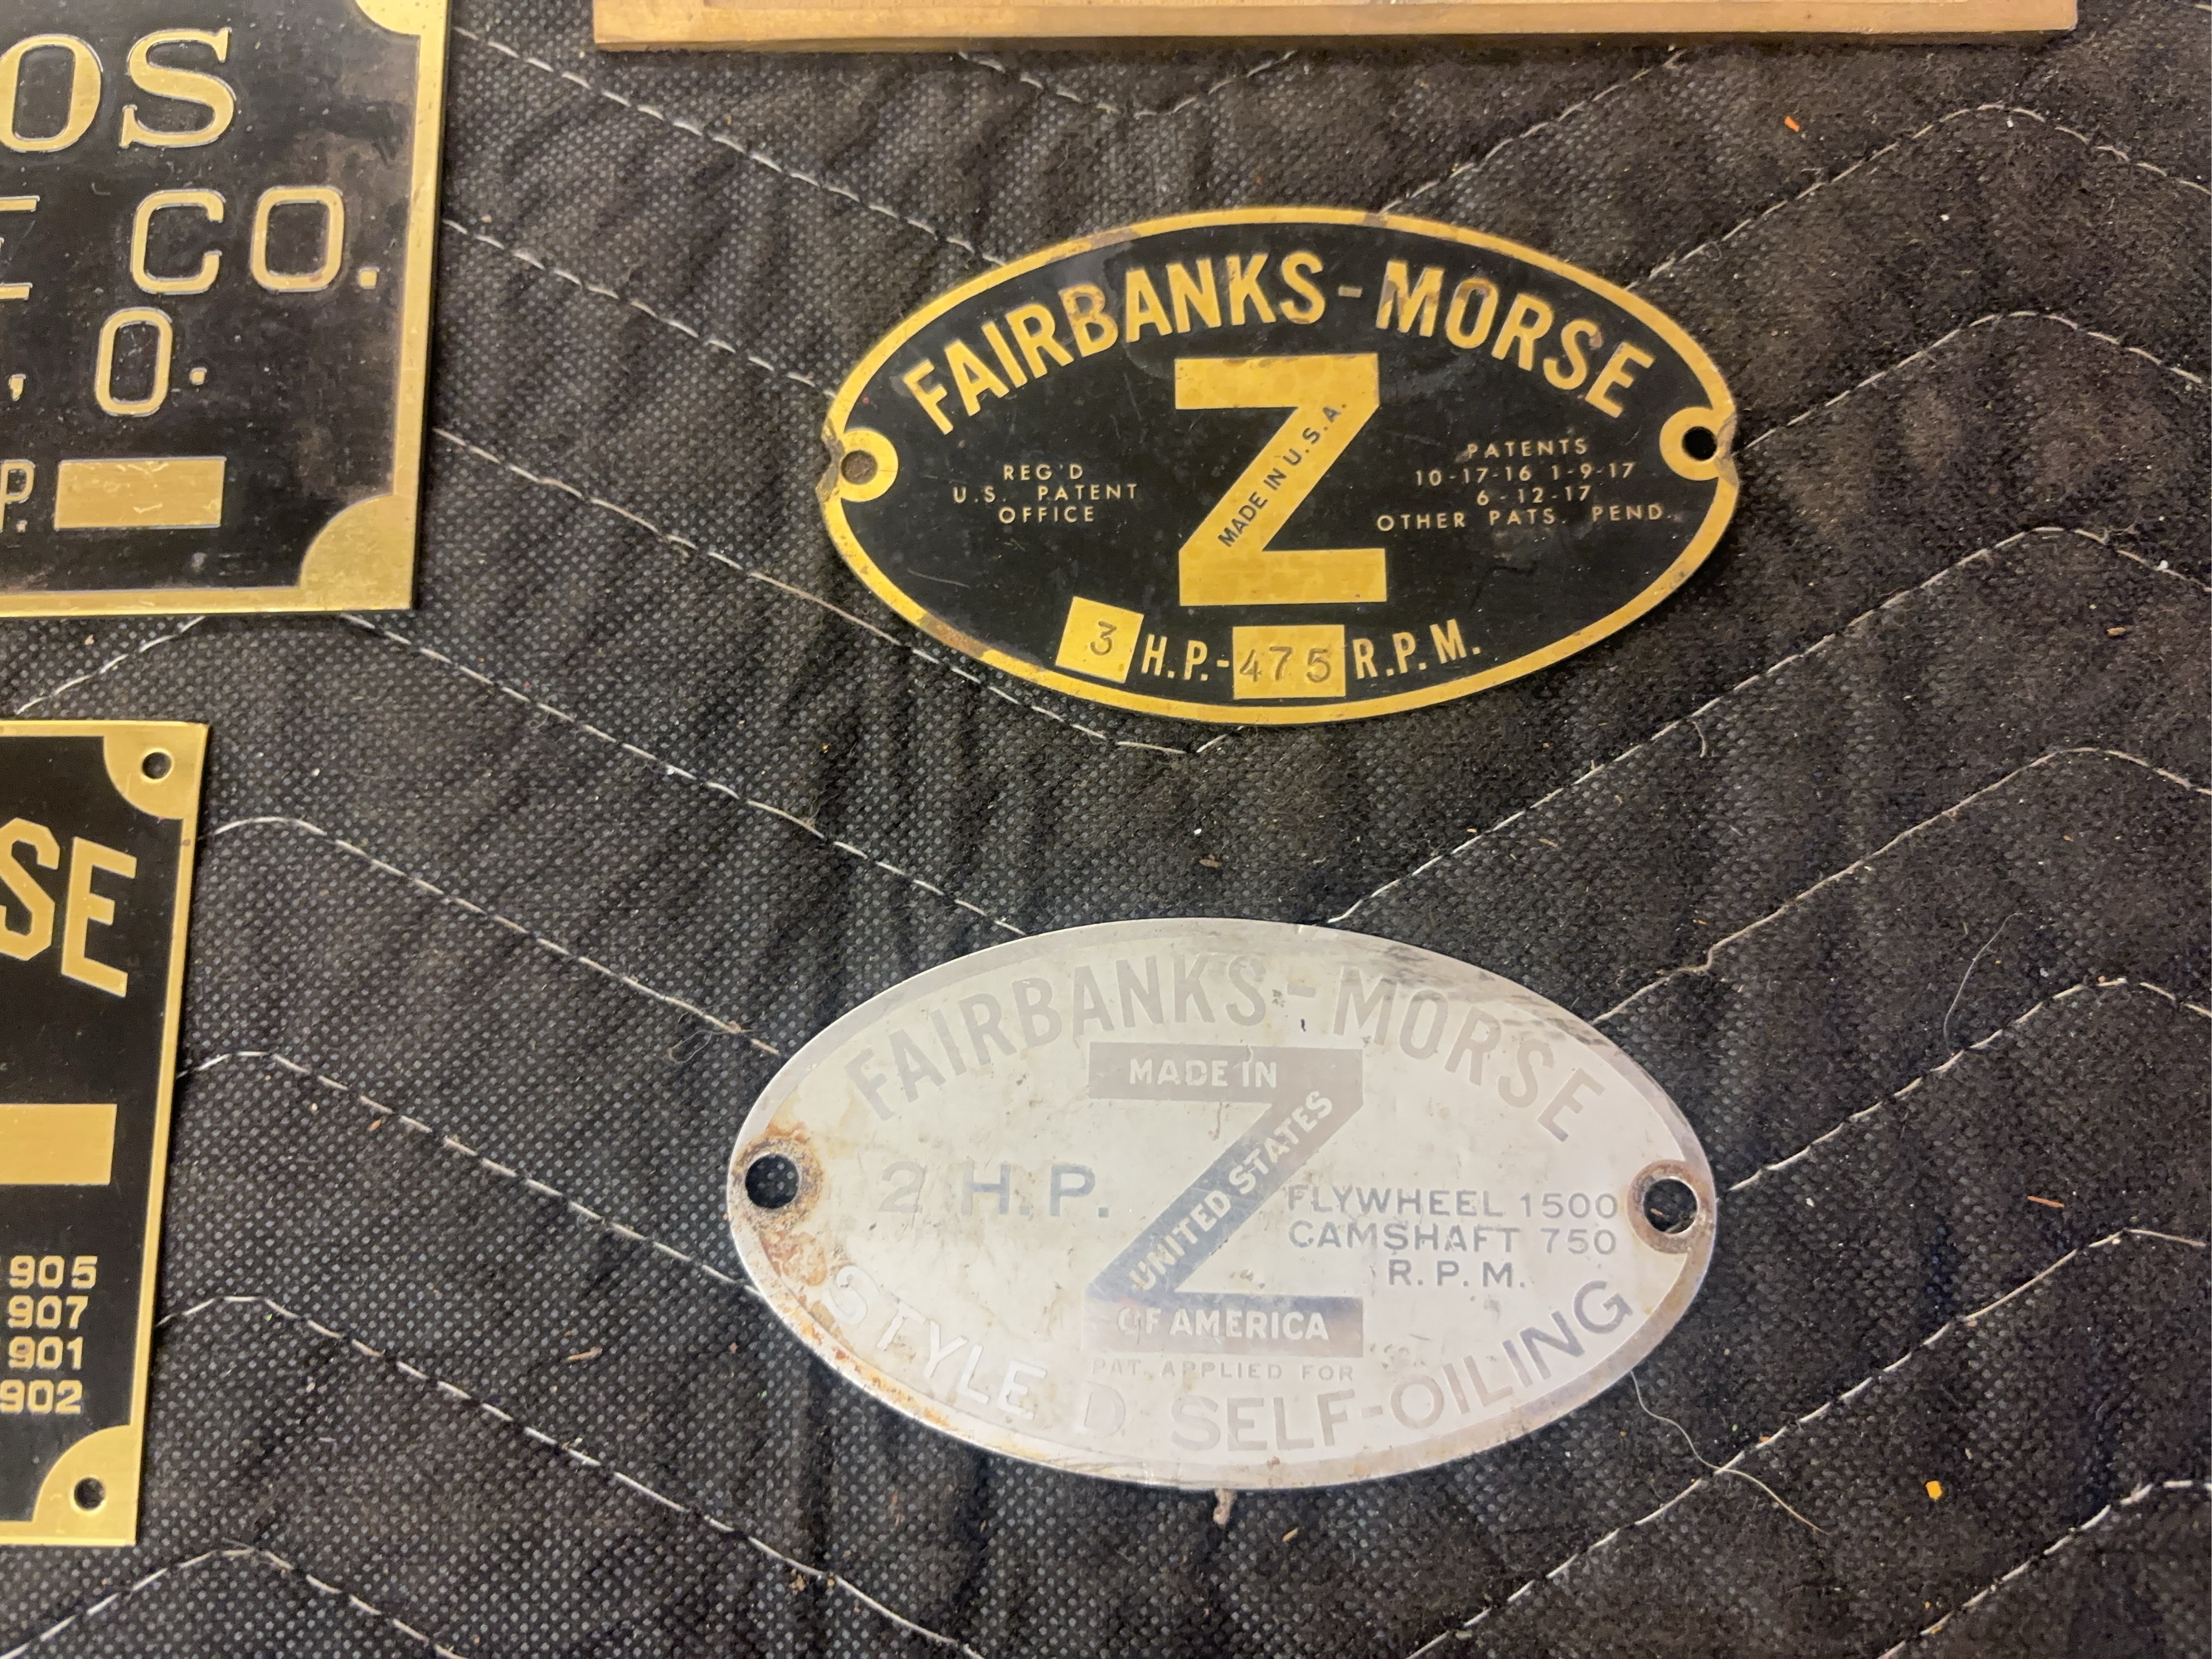 OS
E CO.
, O.
P.
FAIRBANKS-MORSE
Z
MADE IN U.S.A.
REG'D
U.S. PATENT
OFFICE
PATENTS
10-17-16 1-9-17
6-12-17
OTHER PATS. PEND.
3 H.P.-475 R.P.M.
SE
905
907
901
902
FAIRBANKS-MORSE
Z
MADE IN
UNITED STATES
OF AMERICA
2 H.P.
FLYWHEEL 1500
CAMSHAFT 750
R.P.M.
PAT. APPLIED FOR
STYLE D SELF-OILING